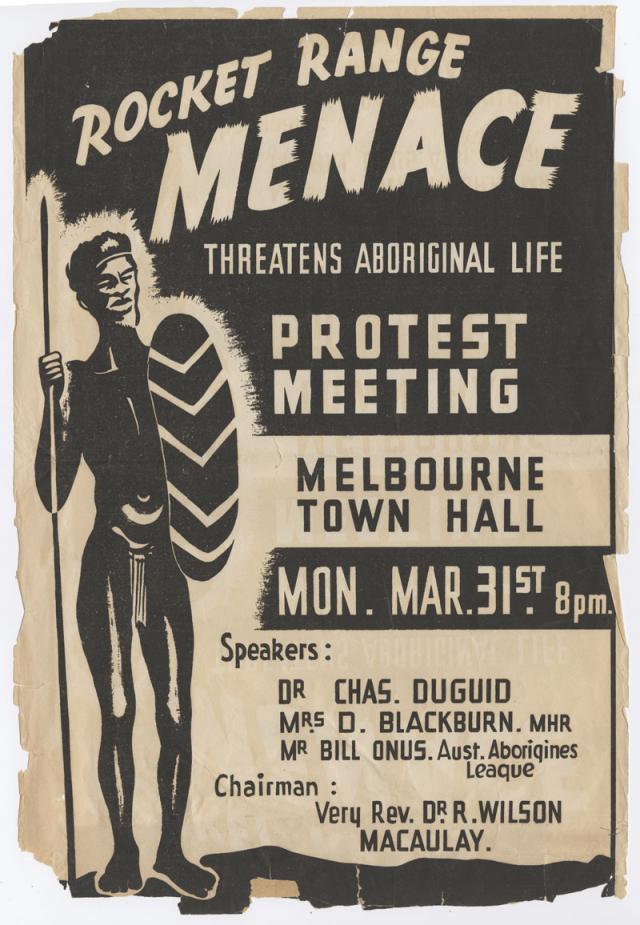 ROCKET RANGE
MENACE
THREATENS ABORIGINAL LIFE
PROTEST
MEETING
MELBOURNE
TOWN HALL
MON. MAR. 31ST. 8pm.
Speakers:
DR CHAS. DUGUID
MRS D. BLACKBURN. MHR
MR BILL ONUS. Aust. Aborigines
League
Chairman:
Very Rev. DR. R. WILSON
MACAULAY.